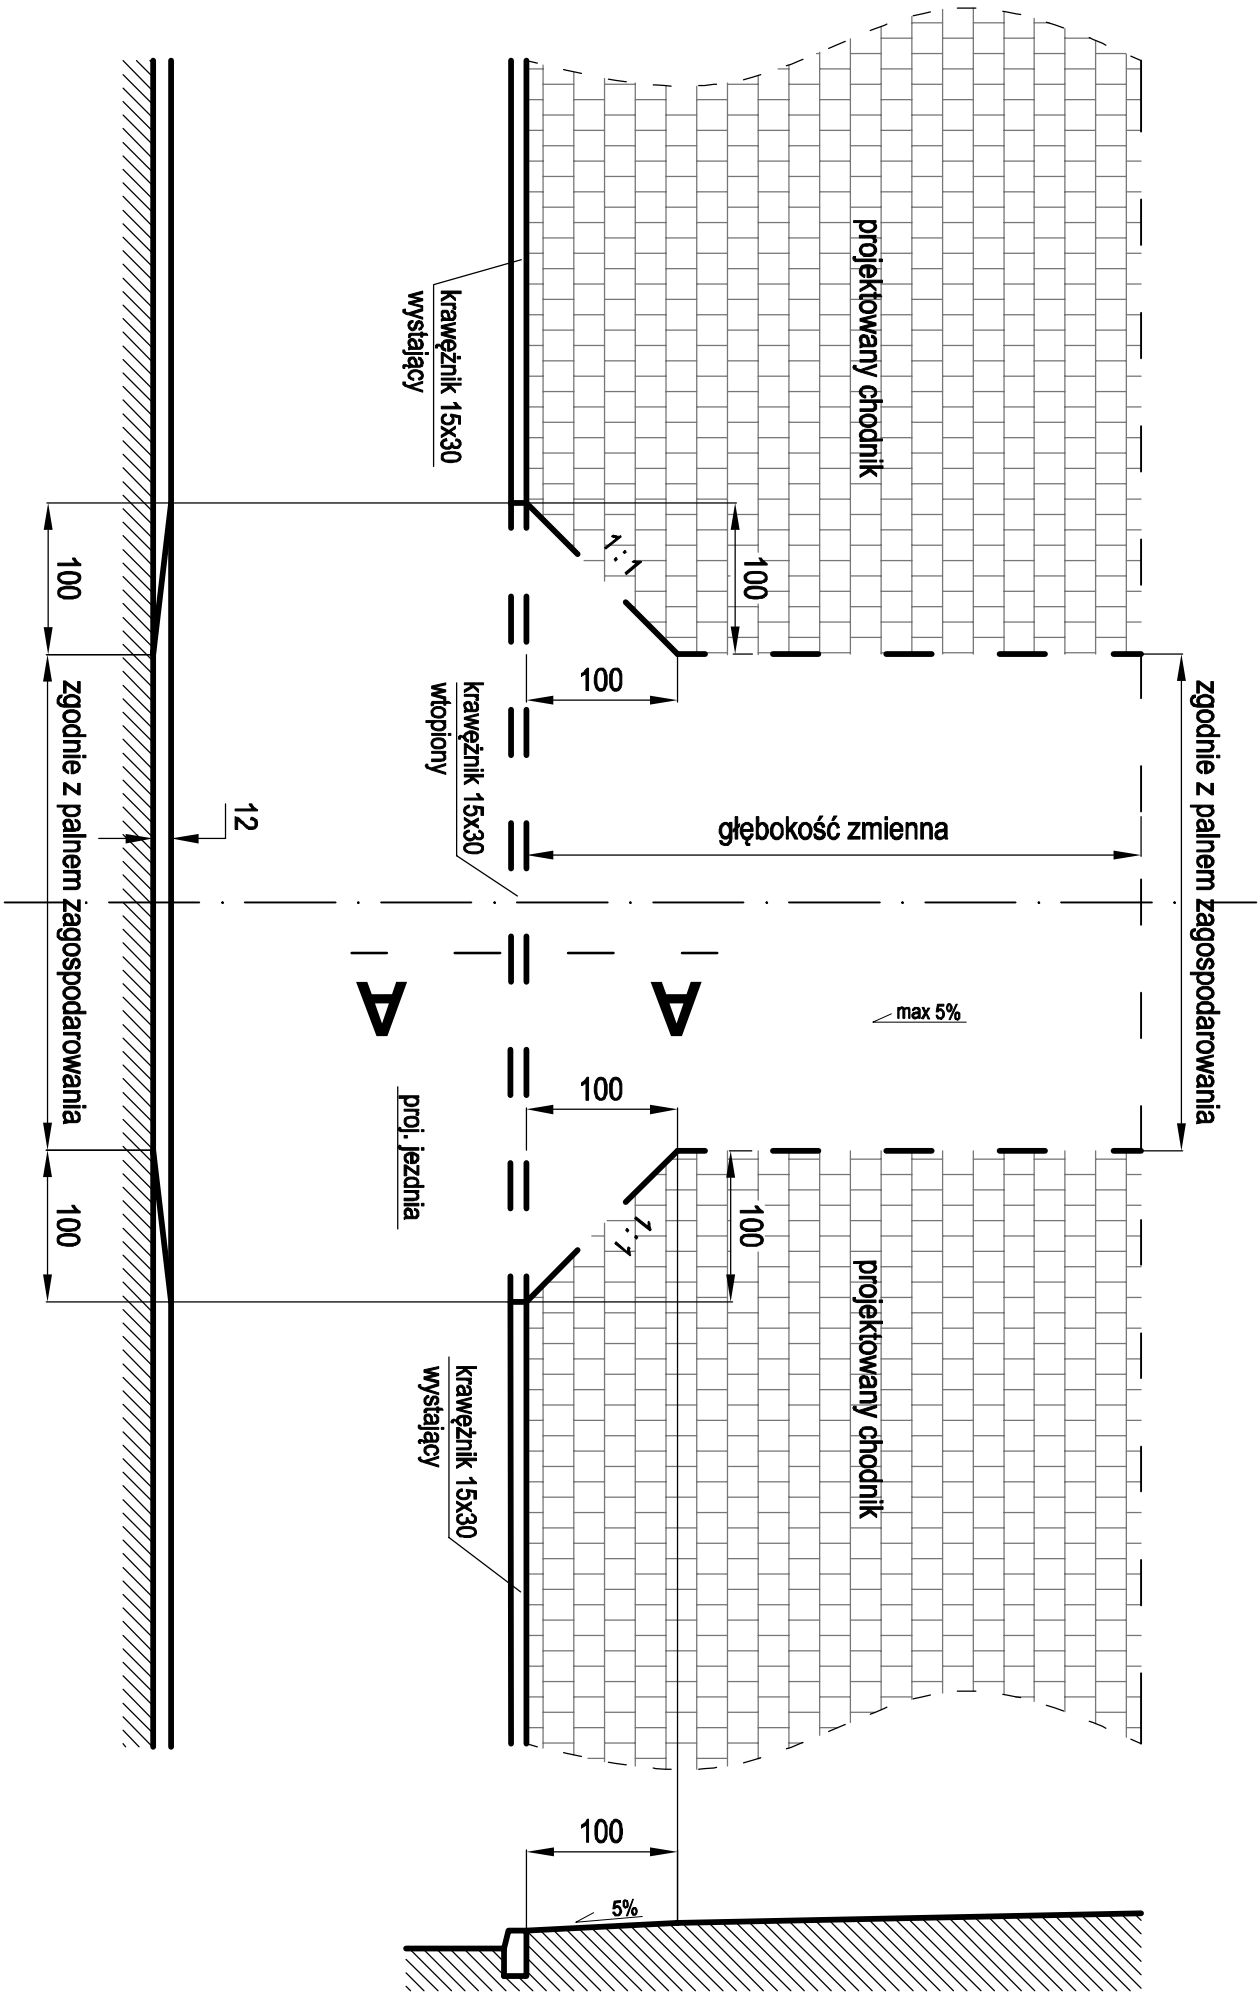 zgodnie z palnem zagospodarowania
projektowany chodnik
projektowany chodnik
max 5%
głębokość zmienna
100
100
1:1
1:1
100
100
100
5%
A
A
krawężnik 15x30
wystający
krawężnik 15x30
wtopiony
krawężnik 15x30
wystający
proj. jezdnia
12
100
zgodnie z palnem zagospodarowania
100